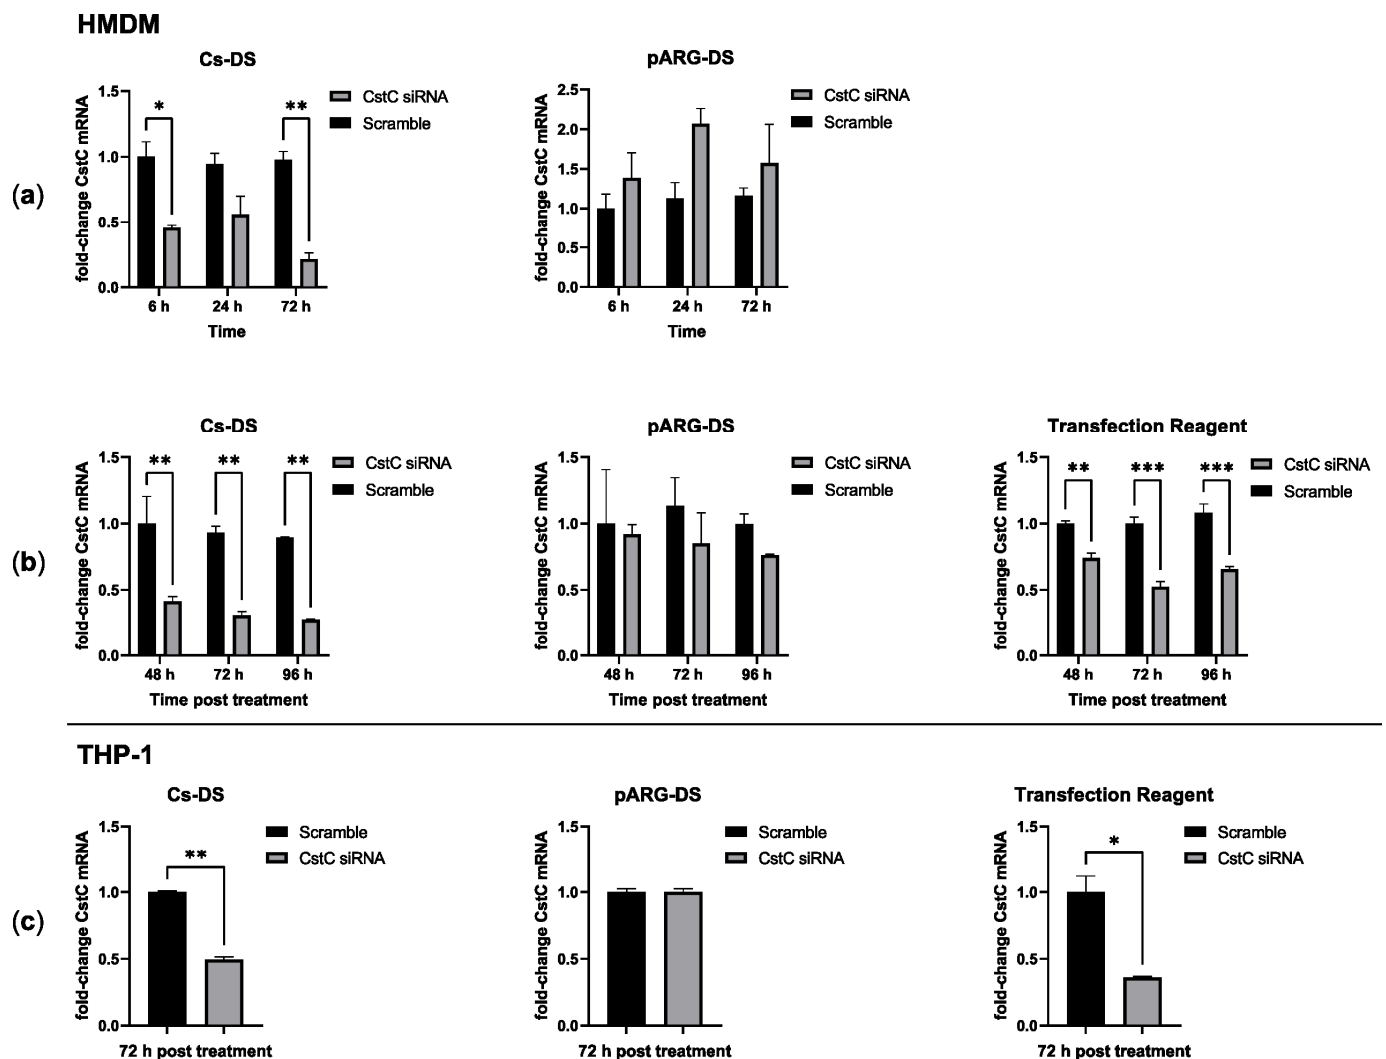 HMDM
(a)
Cs-DS
fold-change CstC mRNA
1.5
1.0
0.5
0.0
*
**
CstC siRNA
Scramble
6 h 24 h 72 h
Time
pARG-DS
fold-change CstC mRNA
2.5
2.0
1.5
1.0
0.5
0.0
CstC siRNA
Scramble
6 h 24 h 72 h
Time
(b)
Cs-DS
fold-change CstC mRNA
1.5
1.0
0.5
0.0
** ** **
CstC siRNA
Scramble
48 h 72 h 96 h
Time post treatment
pARG-DS
fold-change CstC mRNA
1.5
1.0
0.5
0.0
CstC siRNA
Scramble
48 h 72 h 96 h
Time post treatment
Transfection Reagent
fold-change CstC mRNA
1.5
1.0
0.5
0.0
** *** ***
CstC siRNA
Scramble
48 h 72 h 96 h
Time post treatment
THP-1
(c)
Cs-DS
fold-change CstC mRNA
1.5
1.0
0.5
0.0
**
Scramble
CstC siRNA
72 h post treatment
pARG-DS
fold-change CstC mRNA
1.5
1.0
0.5
0.0
Scramble
CstC siRNA
72 h post treatment
Transfection Reagent
fold-change CstC mRNA
1.5
1.0
0.5
0.0
*
Scramble
CstC siRNA
72 h post treatment